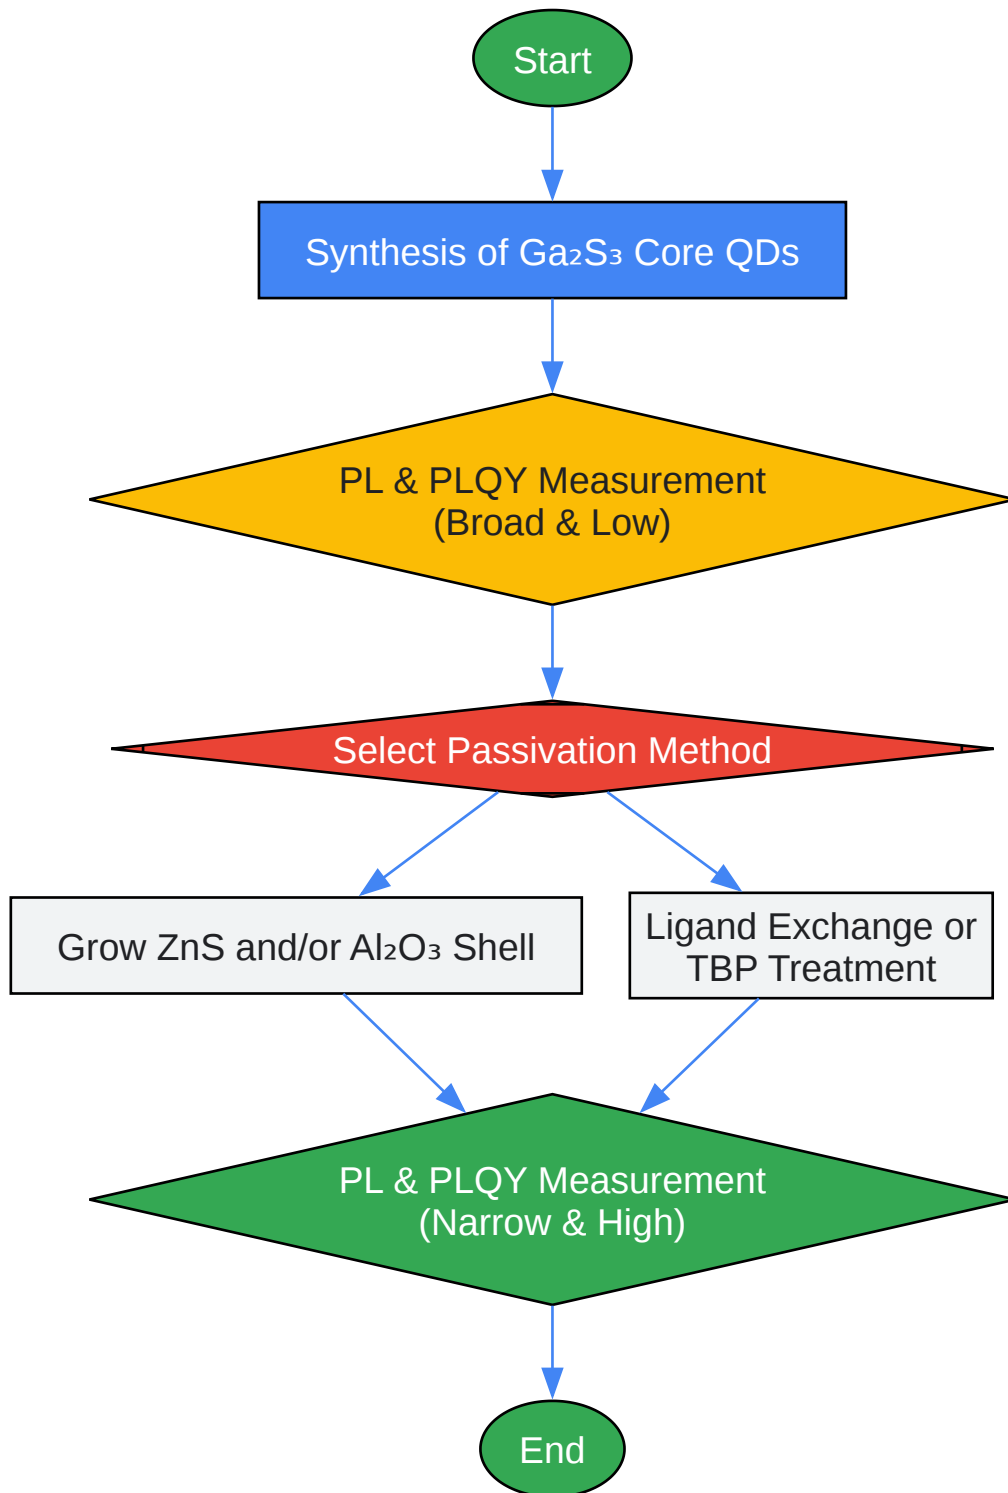 Start
Synthesis of Ga₂S₃ Core QDs
PL & PLQY Measurement
(Broad & Low)
Select Passivation Method
Grow ZnS and/or Al₂O₃ Shell
Ligand Exchange or
TBP Treatment
PL & PLQY Measurement
(Narrow & High)
End